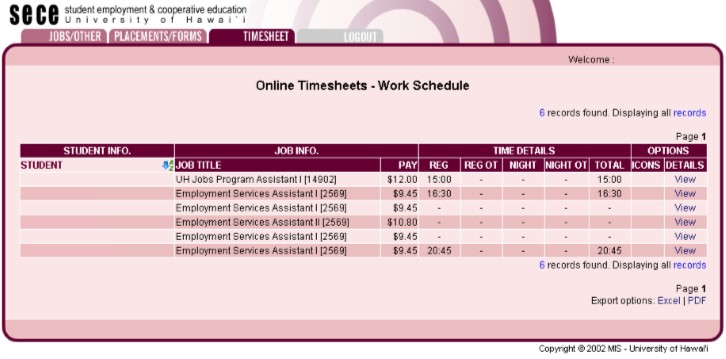 sece student employment & cooperative education
University of Hawai'i
JOBS/OTHER PLACEMENTS/FORMS TIMESHEET LOGOUT
Welcome :
Online Timesheets - Work Schedule
6 records found. Displaying all records
Page 1
STUDENT INFO. JOB INFO. TIME DETAILS OPTIONS
STUDENT JOB TITLE PAY REG REG OT NIGHT NIGHT OT TOTAL ICONS DETAILS
UH Jobs Program Assistant I [14902] $12.00 15:00 - - - 15:00 View
Employment Services Assistant I [2569] $9.45 16:30 - - - 16:30 View
Employment Services Assistant I [2569] $9.45 - - - - - View
Employment Services Assistant II [2569] $10.80 - - - - - View
Employment Services Assistant I [2569] $9.45 - - - - - View
Employment Services Assistant I [2569] $9.45 20:45 - - - 20:45 View
6 records found. Displaying all records
Page 1
Export options: Excel | PDF
Copyright © 2002 MIS - University of Hawai'i